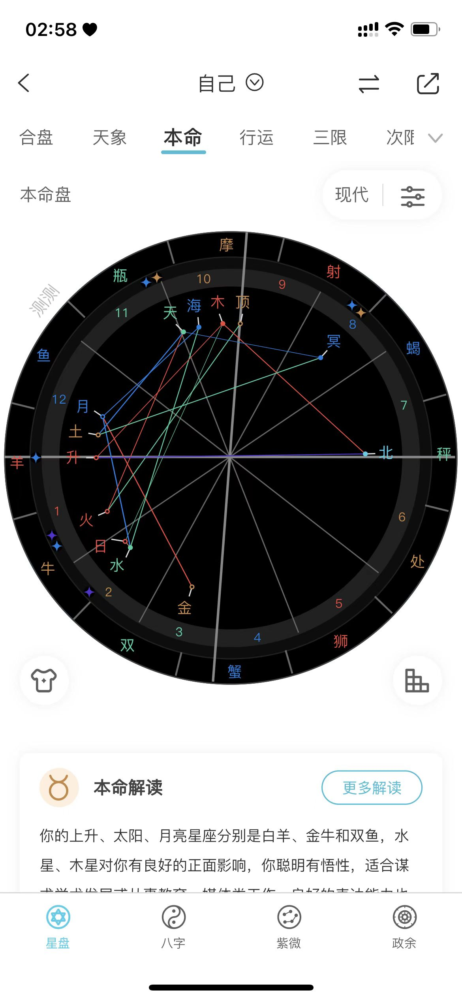 02:58
自己
合盘 天象 本命 行运 三限 次限
本命盘
现代
测测
摩
瓶
射
10
9
11
天 海 木 顶
8
冥
鱼
蝎
12
月
7
土
羊
升
北
秤
1
火
6
日
牛
水
处
2
金
5
3
4
双
狮
蟹
本命解读
更多解读
你的上升、太阳、月亮星座分别是白羊、金牛和双鱼，水
星、木星对你有良好的正面影响，你聪明有悟性，适合谋
星盘 八字 紫微 政余